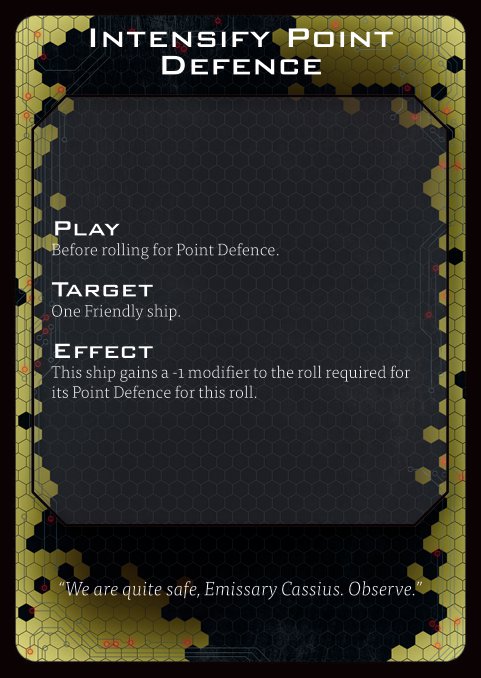 Intensify Point
Defence
Play
Before rolling for Point Defence.
Target
One Friendly ship.
Effect
This ship gains a -1 modifier to the roll required for
its Point Defence for this roll.
“We are quite safe, Emissary Cassius. Observe.”